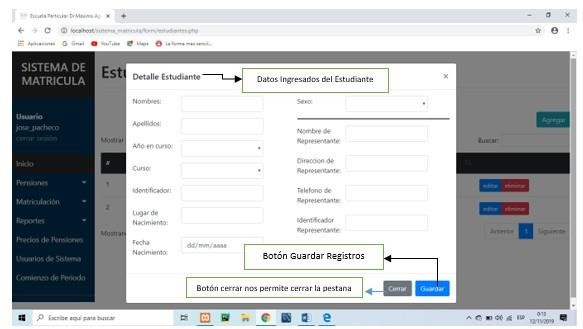 Escuela Particular Dr Máximo Ag
localhost/sistema_matricula/form/estudiantes.php
Aplicaciones
Gmail
YouTube
Maps
La forma mas sencil...
SISTEMA DE
MATRICULA
Usuario
jose_pacheco
cerrar sesión
Inicio
Pensiones
Matriculación
Reportes
Precios de Pensiones
Usuarios de Sistema
Comienzo de Periodo
Estu
Agregar
Mostrar
Buscar:
#
1
editar
eliminar
2
editar
eliminar
Mostran
Anterior
1
Siguiente
Detalle Estudiante
Datos Ingresados del Estudiante
×
Nombres:
Apellidos:
Año en curso:
Curso:
Identificador:
Lugar de
Nacimiento:
Fecha
Nacimiento:
dd/mm/aaaa
Sexo:
Nombre de
Representante:
Direccion de
Representante:
Telefono de
Representante:
Identificador
Representante:
Botón Guardar Registros
Botón cerrar nos permite cerrar la pestana
Cerrar
Guardar
Escribe aquí para buscar
ESP
0:12
12/11/2019